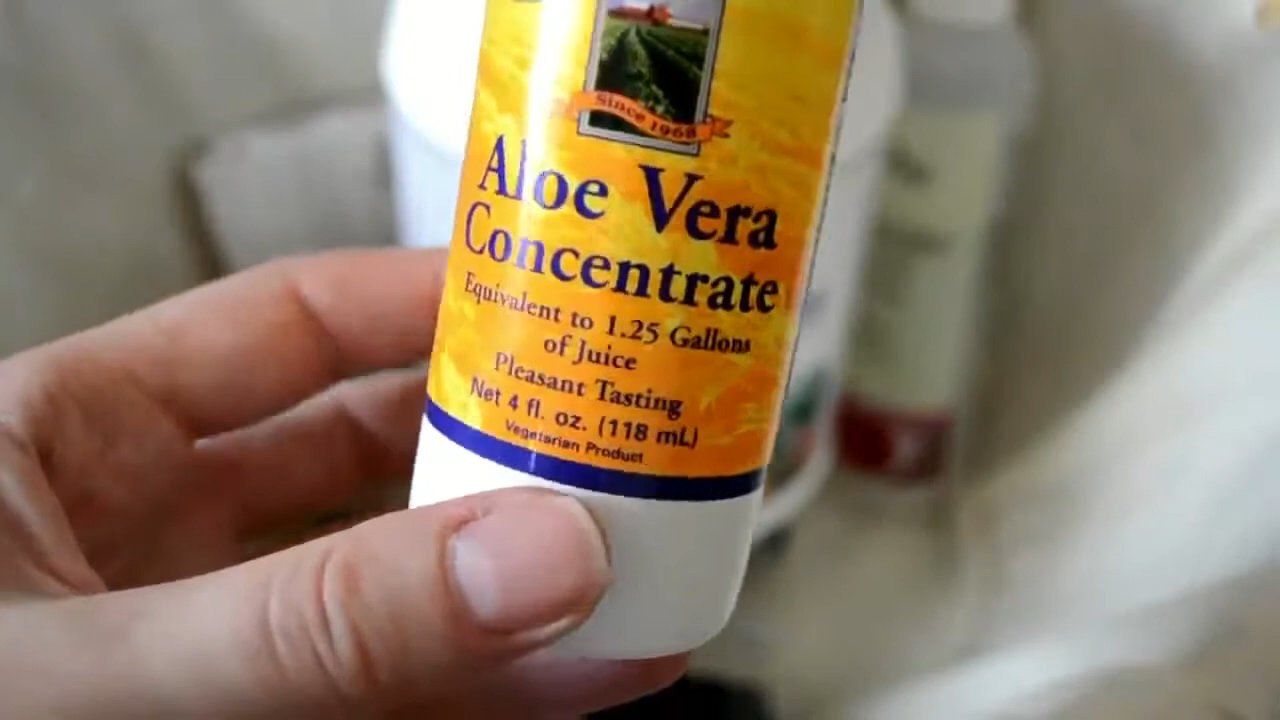 Since 1968
Aloe Vera
Concentrate
Equivalent to 1.25 Gallons
of Juice
Pleasant Tasting
Net 4 fl. oz. (118 mL)
Vegetarian Product